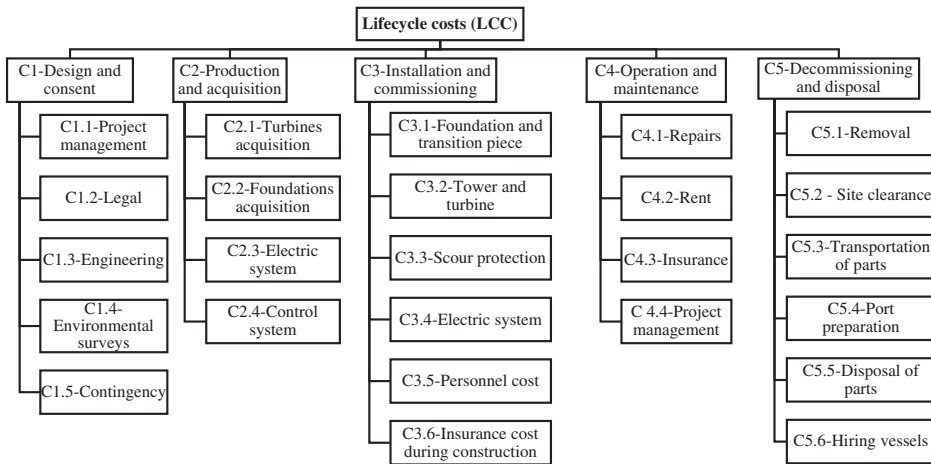 Lifecycle costs (LCC)
C1-Design and
consent
C1.1-Project
management
C1.2-Legal
C1.3-Engineering
C1.4-
Environmental
surveys
C1.5-Contingency
C2-Production
and acquisition
C2.1-Turbines
acquisition
C2.2-Foundations
acquisition
C2.3-Electric
system
C2.4-Control
system
C3-Installation and
commissioning
C3.1-Foundation and
transition piece
C3.2-Tower and
turbine
C3.3-Scour protection
C3.4-Electric system
C3.5-Personnel cost
C3.6-Insurance cost
during construction
C4-Operation and
maintenance
C4.1-Repairs
C4.2-Rent
C4.3-Insurance
C 4.4-Project
management
C5-Decommissioning
and disposal
C5.1-Removal
C5.2 - Site clearance
C5.3-Transportation
of parts
C5.4-Port
preparation
C5.5-Disposal of
parts
C5.6-Hiring vessels